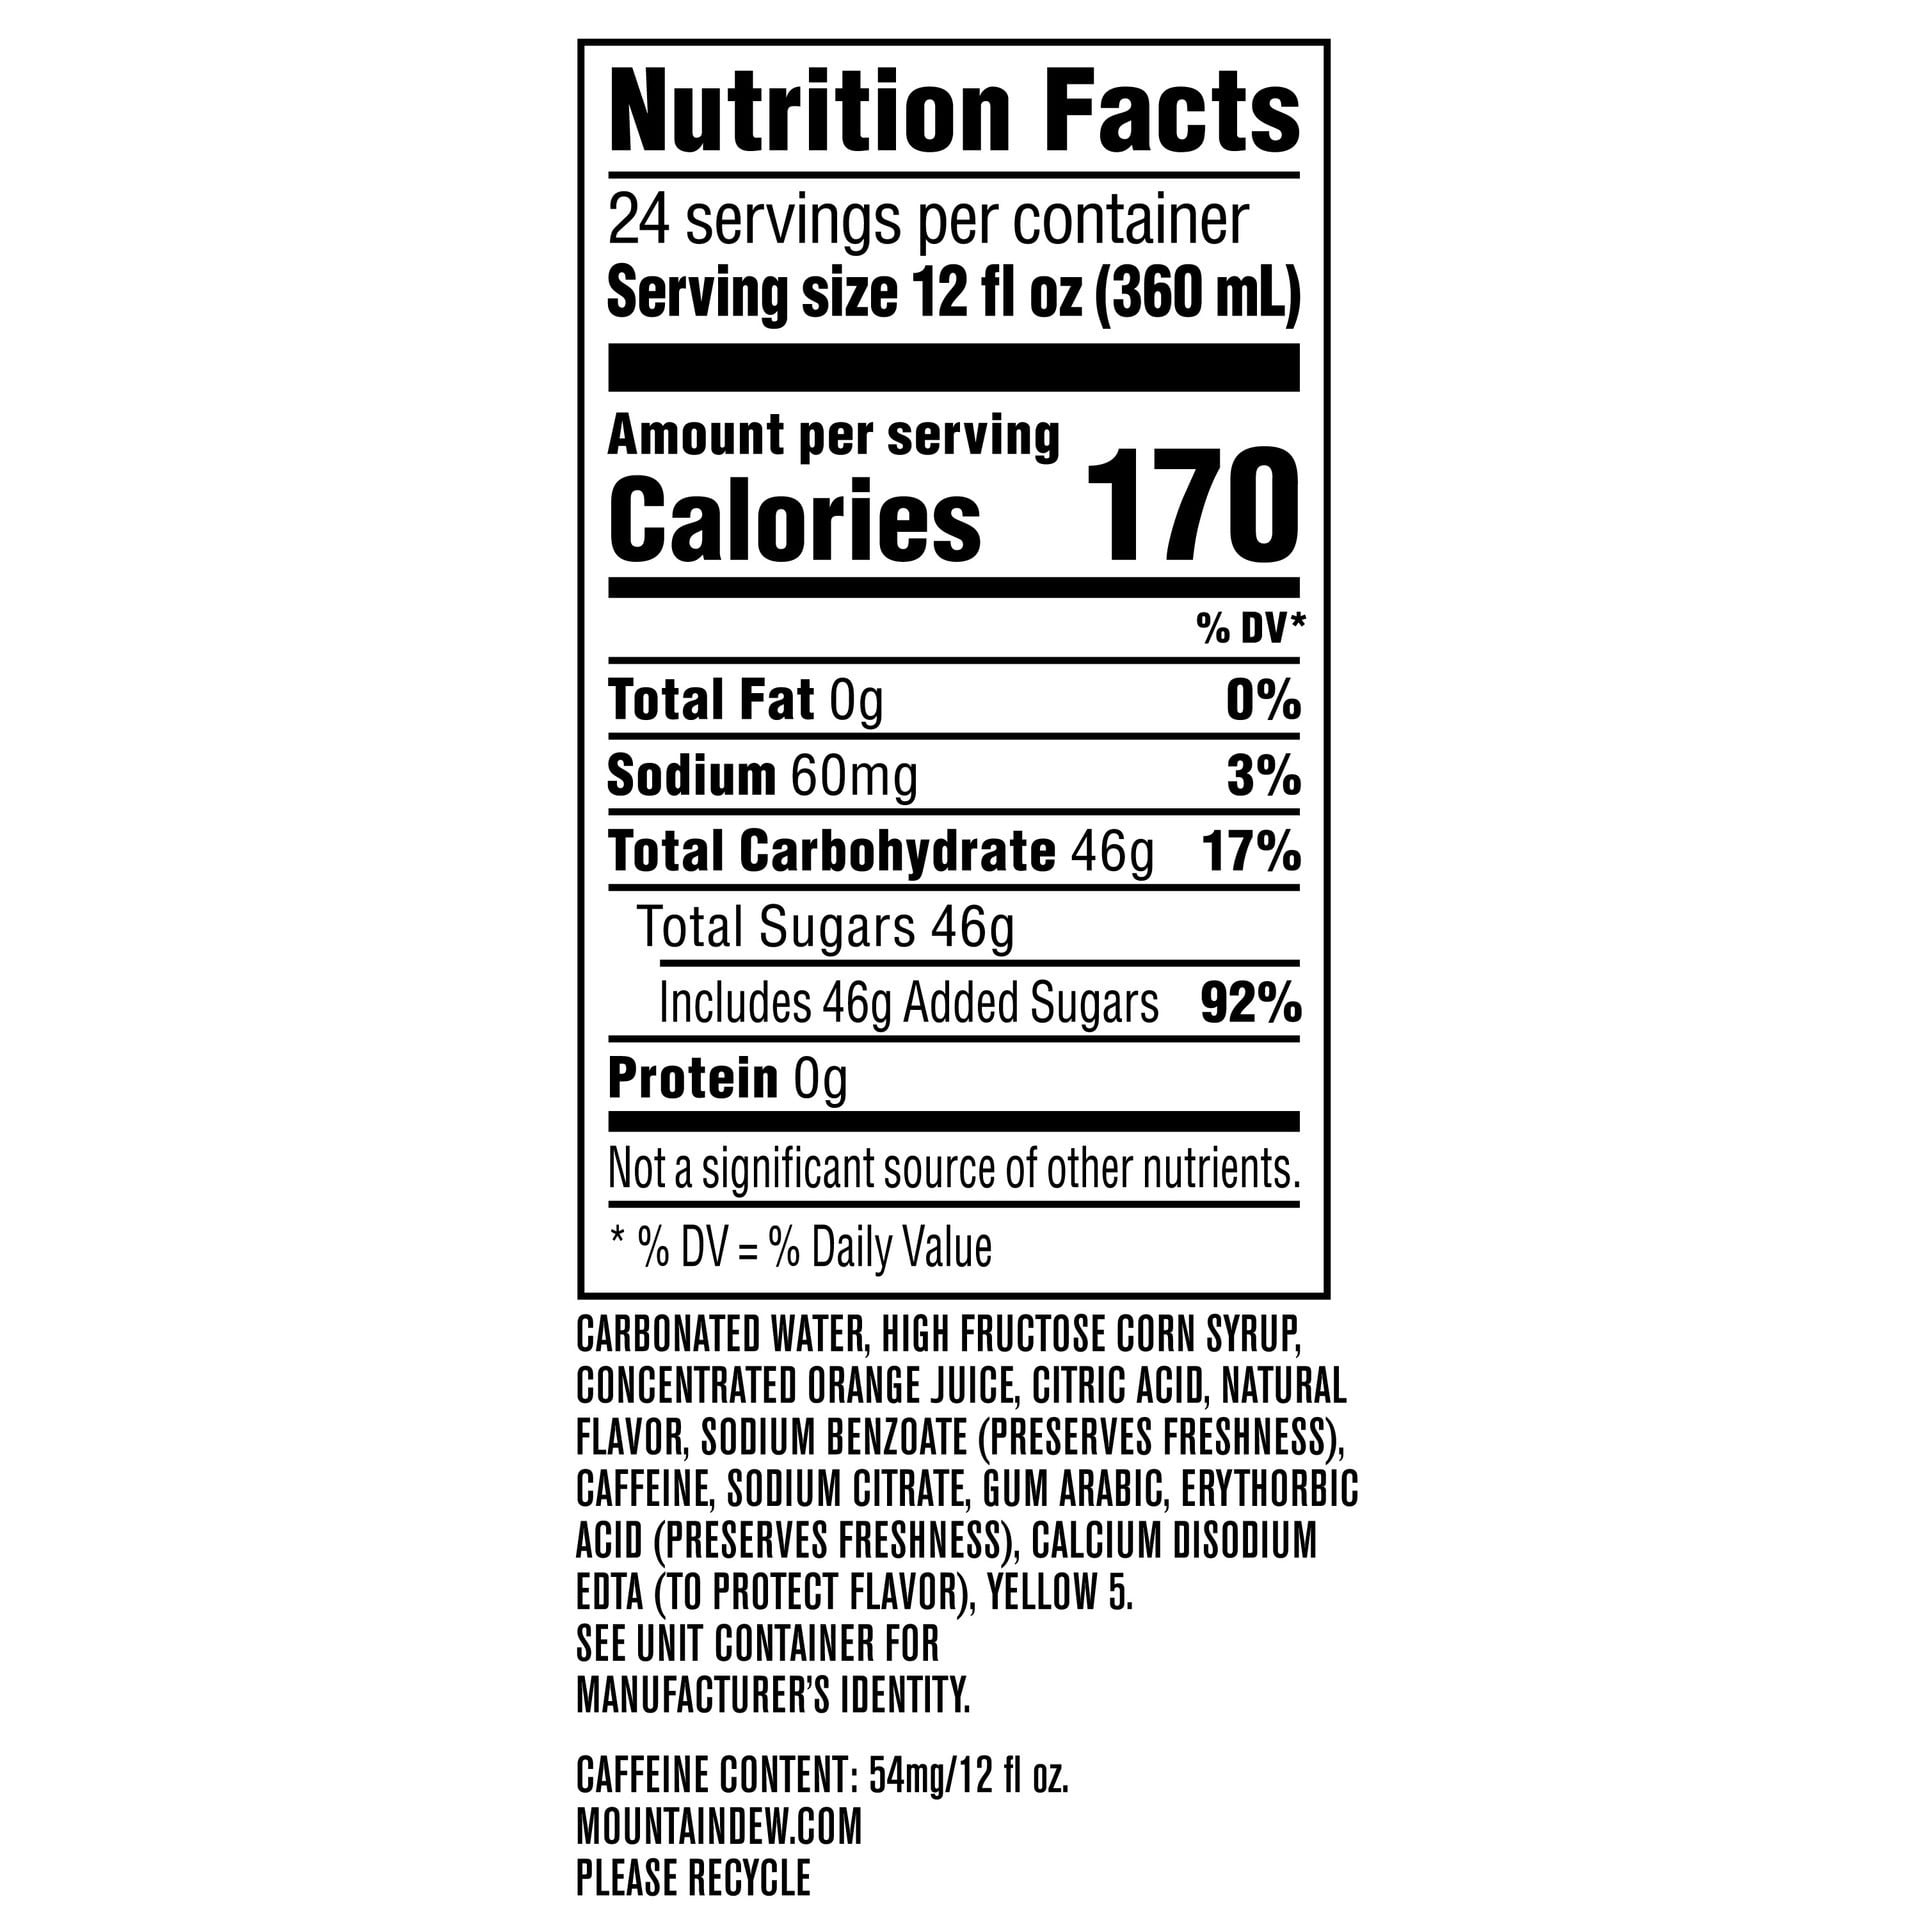 Nutrition Facts
24 servings per container
Serving size 12 fl oz (360 mL)
Amount per serving
Calories 170
% DV*
Total Fat 0g 0%
Sodium 60mg 3%
Total Carbohydrate 46g 17%
Total Sugars 46g
Includes 46g Added Sugars 92%
Protein 0g
Not a significant source of other nutrients.
* % DV = % Daily Value
CARBONATED WATER, HIGH FRUCTOSE CORN SYRUP,
CONCENTRATED ORANGE JUICE, CITRIC ACID, NATURAL
FLAVOR, SODIUM BENZOATE (PRESERVES FRESHNESS),
CAFFEINE, SODIUM CITRATE, GUM ARABIC, ERYTHORBIC
ACID (PRESERVES FRESHNESS), CALCIUM DISODIUM
EDTA (TO PROTECT FLAVOR), YELLOW 5.
SEE UNIT CONTAINER FOR
MANUFACTURER’S IDENTITY.
CAFFEINE CONTENT: 54mg/12 fl oz.
MOUNTAINDEW.COM
PLEASE RECYCLE